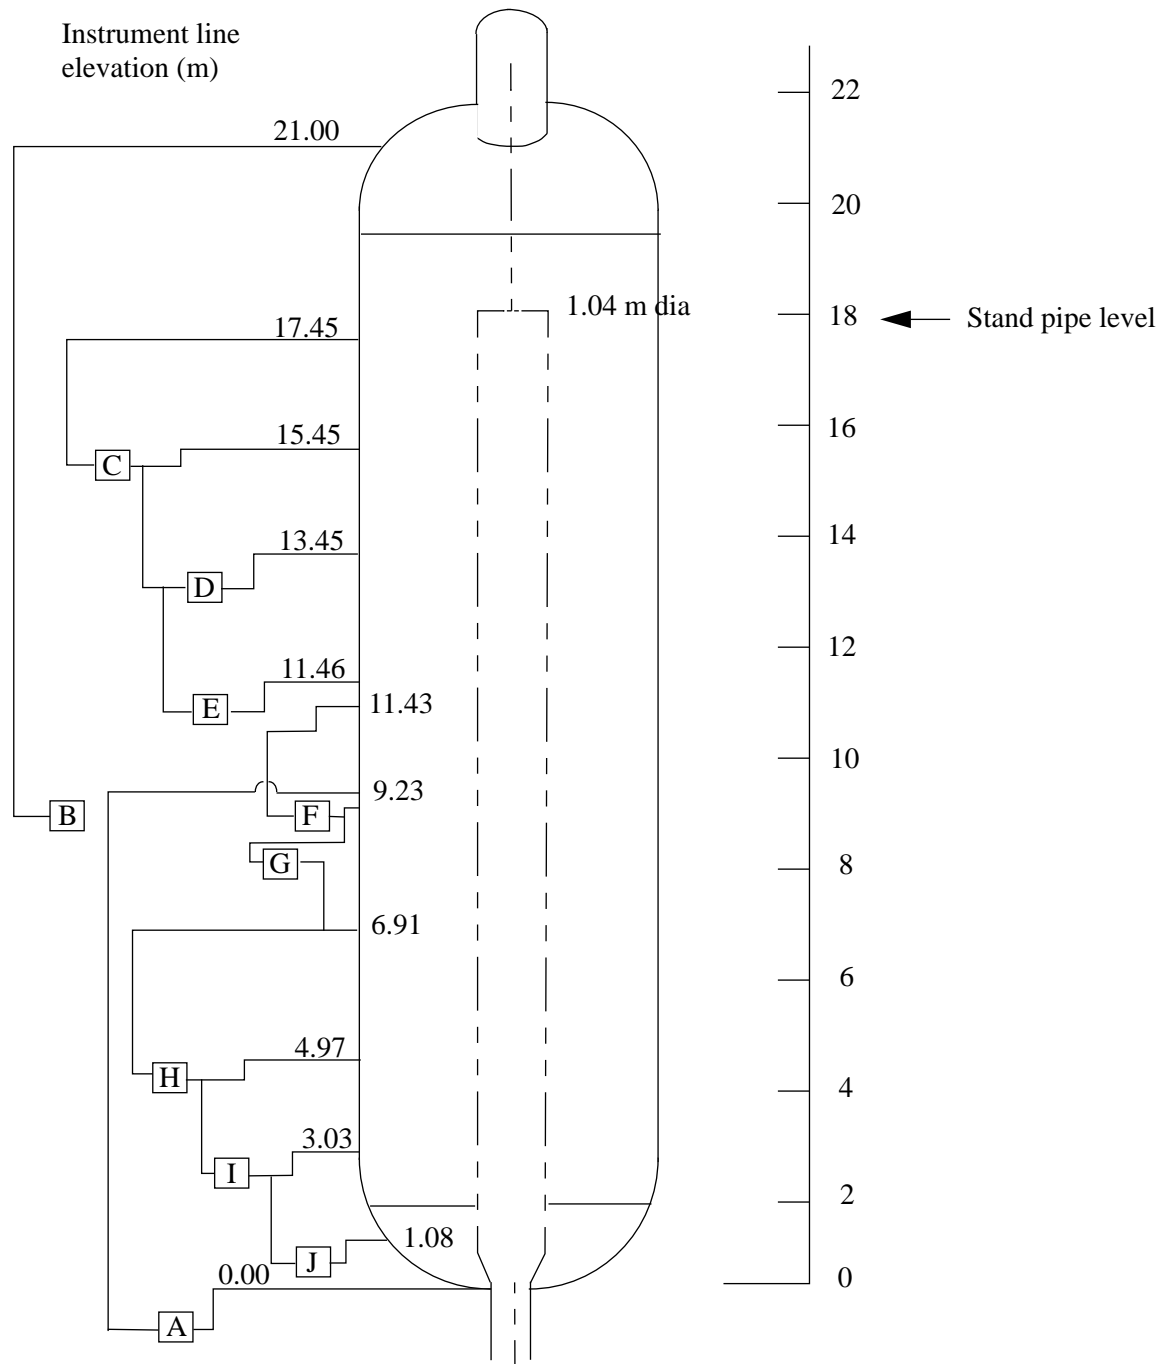 Instrument line
elevation (m)
22
21.00
20
1.04 m dia
18
Stand pipe level
17.45
16
15.45
C
14
13.45
D
12
11.46
E
11.43
10
9.23
B
F
G
8
6.91
6
4.97
H
4
3.03
I
2
1.08
J
0.00
0
A